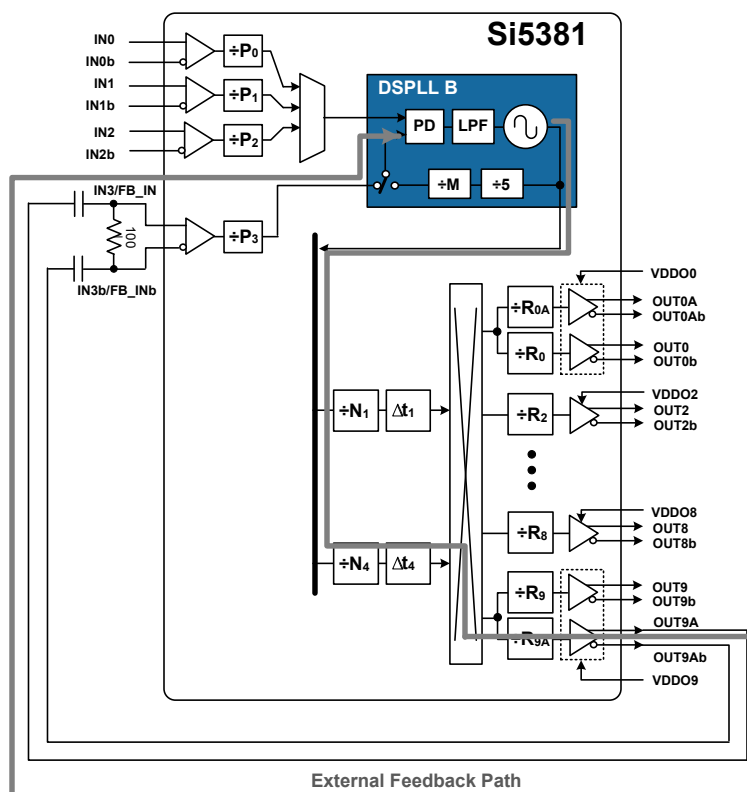 Si5381
IN0
IN0b
÷P0
IN1
IN1b
÷P1
IN2
IN2b
÷P2
DSPLL B
PD
LPF
÷M
÷5
IN3/FB_IN
100
÷P3
IN3b/FB_INb
VDDO0
÷R0A
OUT0A
OUT0Ab
÷R0
OUT0
OUT0b
÷N1
Δt1
VDDO2
÷R2
OUT2
OUT2b
VDDO8
÷R8
OUT8
OUT8b
÷N4
Δt4
÷R9
OUT9
OUT9b
÷R9A
OUT9A
OUT9Ab
VDDO9
External Feedback Path